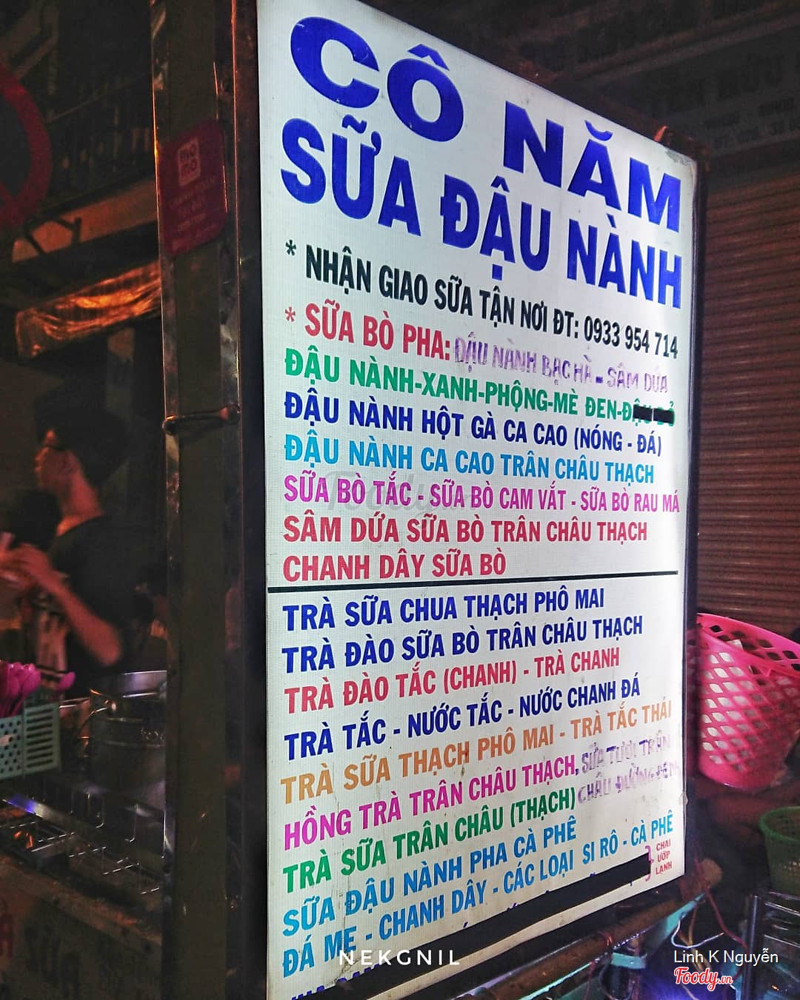 CÔ NĂM
SỮA ĐẬU NÀNH
* NHẬN GIAO SỮA TẬN NƠI ĐT: 0933 954 714
* SỮA BÒ PHA: ĐẬU NÀNH BẠC HÀ - SÂM DỨA
ĐẬU NÀNH-XANH-PHỘNG-MÈ ĐEN-
ĐẬU NÀNH HỘT GÀ CA CAO (NÓNG - ĐÁ)
ĐẬU NÀNH CA CAO TRÂN CHÂU THẠCH
SỮA BÒ TẮC - SỮA BÒ CAM VẮT - SỮA BÒ RAU MÁ
SÂM DỨA SỮA BÒ TRÂN CHÂU THẠCH
CHANH DÂY SỮA BÒ
TRÀ SỮA CHUA THẠCH PHÔ MAI
TRÀ ĐÀO SỮA BÒ TRÂN CHÂU THẠCH
TRÀ ĐÀO TẮC (CHANH) - TRÀ CHANH
TRÀ TẮC - NƯỚC TẮC - NƯỚC CHANH ĐÁ
TRÀ SỮA THẠCH PHÔ MAI - TRÀ TẮC THÁI
HỒNG TRÀ TRÂN CHÂU THẠCH, SỮA TƯƠI TRÂN
TRÀ SỮA TRÂN CHÂU (THẠCH) CHÂU ĐƯỜNG ĐEN
SỮA ĐẬU NÀNH PHA CÀ PHÊ
ĐÁ ME - CHANH DÂY - CÁC LOẠI SI RÔ - CÀ PHÊ
CHAI
ƯỚP
LẠNH
NEKGNIL
Linh K Nguyễn
Foody.vn